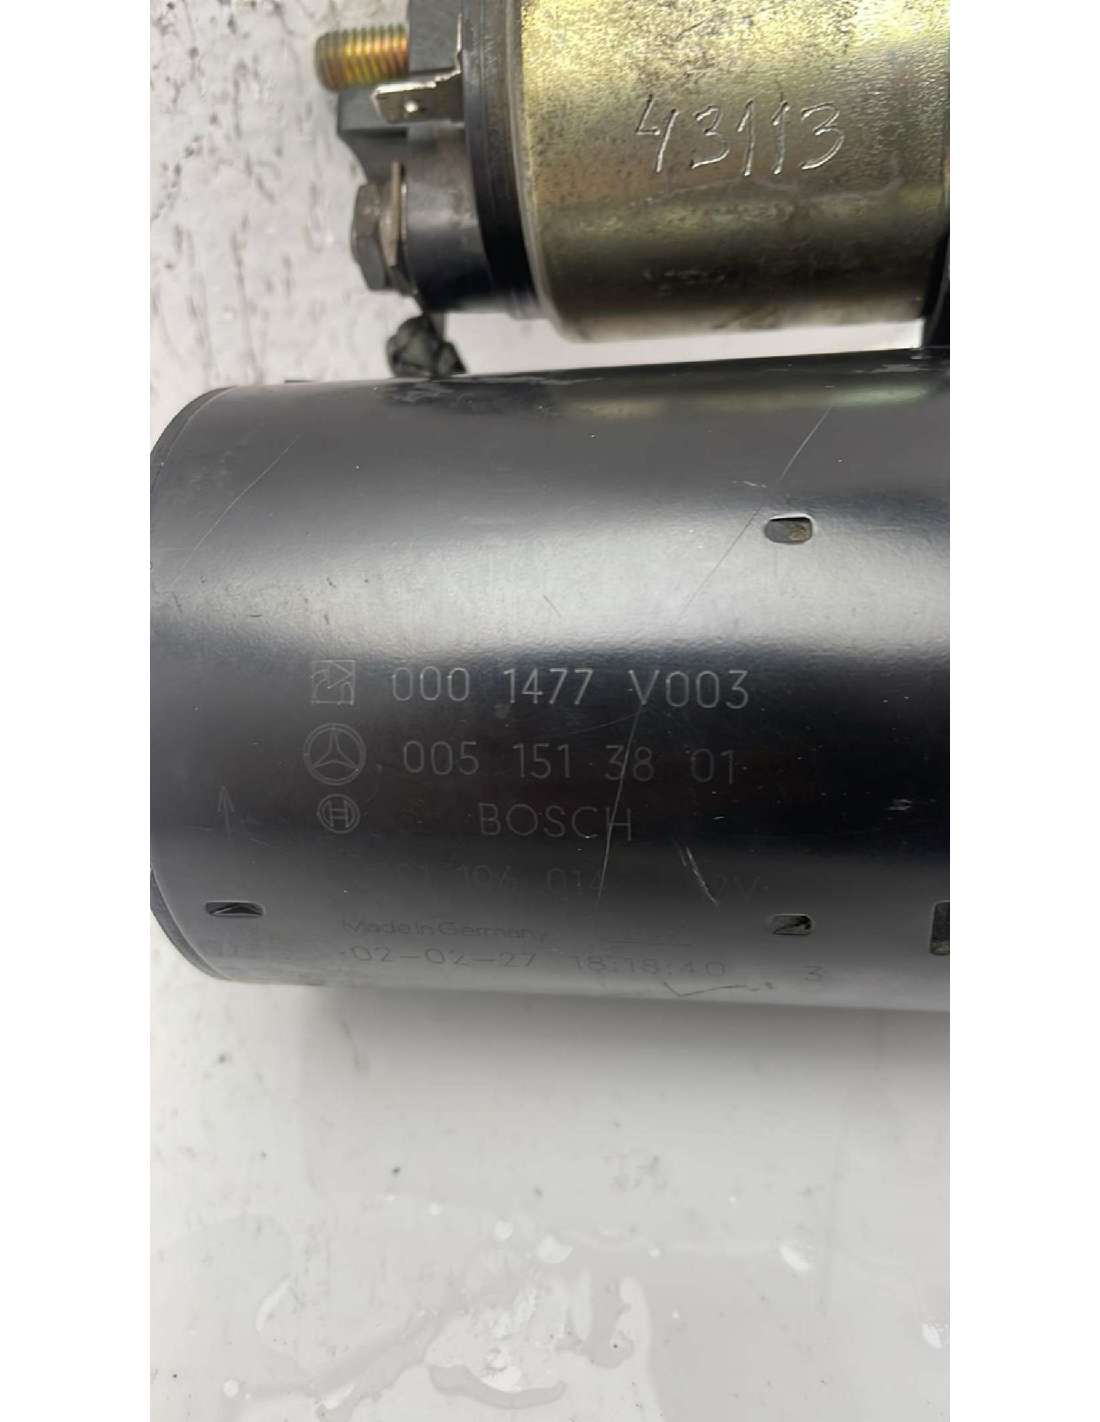 43113
000 1477 V003
005 151 38 01
BOSCH
Made in Germany
02-02-27 18:18:40 3